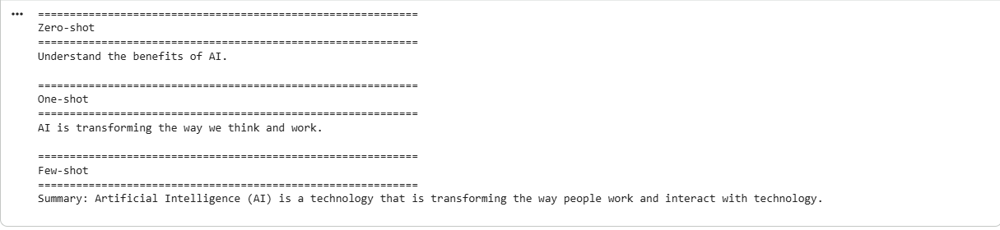 •••
============================================================
Zero-shot
============================================================
Understand the benefits of AI.
============================================================
One-shot
============================================================
AI is transforming the way we think and work.
============================================================
Few-shot
============================================================
Summary: Artificial Intelligence (AI) is a technology that is transforming the way people work and interact with technology.